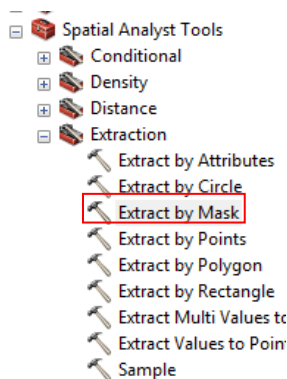 Spatial Analyst Tools
Conditional
Density
Distance
Extraction
Extract by Attributes
Extract by Circle
Extract by Mask
Extract by Points
Extract by Polygon
Extract by Rectangle
Extract Multi Values to
Extract Values to Point
Sample